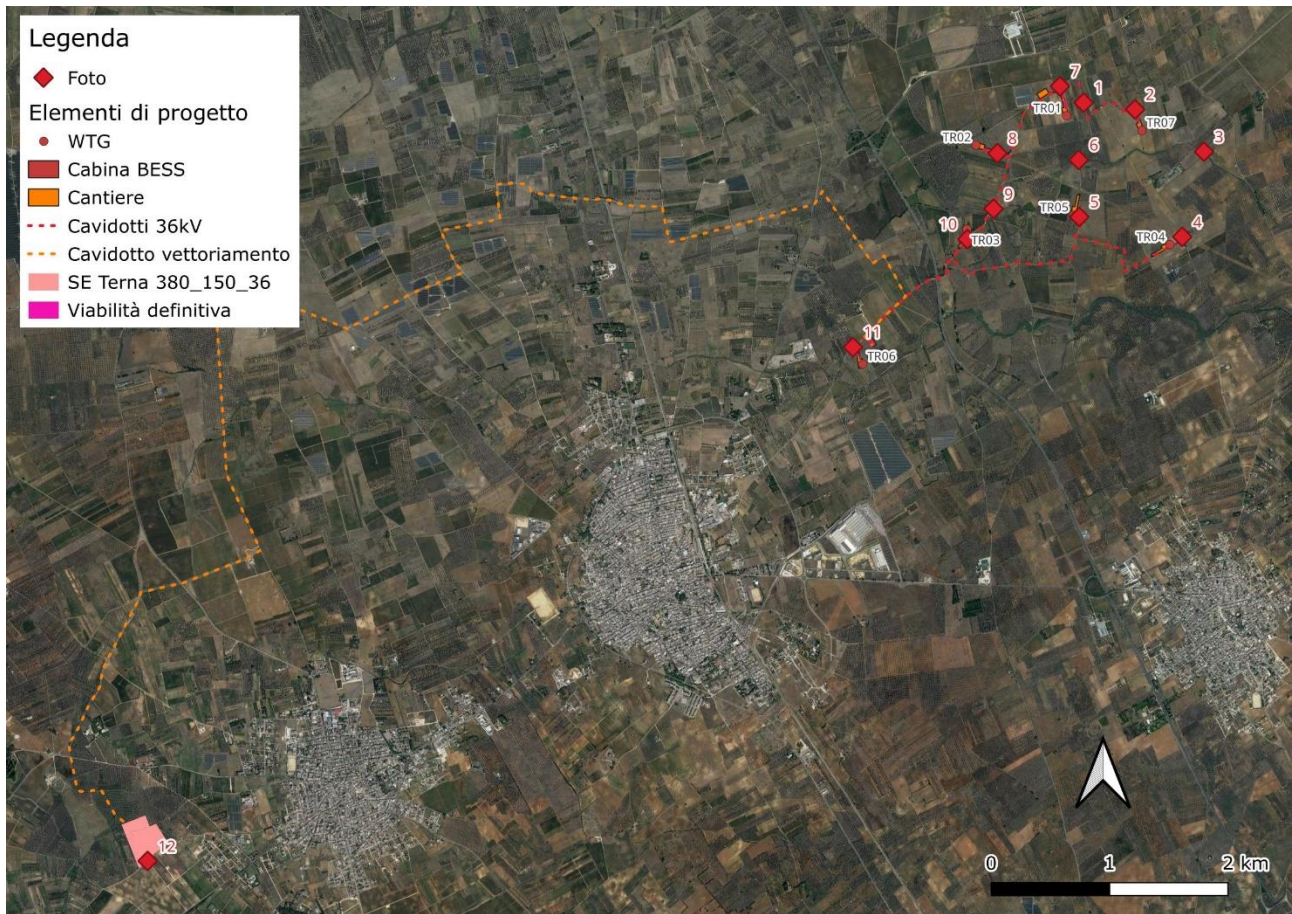 Legenda
Foto
Elementi di progetto
WTG
Cabina BESS
Cantiere
Cavidotti 36kV
Cavidotto vettoriamento
SE Terna 380_150_36
Viabilità definitiva
7
1
2
TR01
TR07
TR02
8
6
3
9
TR05
5
10
TR03
TR04
4
11
TR06
12
0 1 2 km